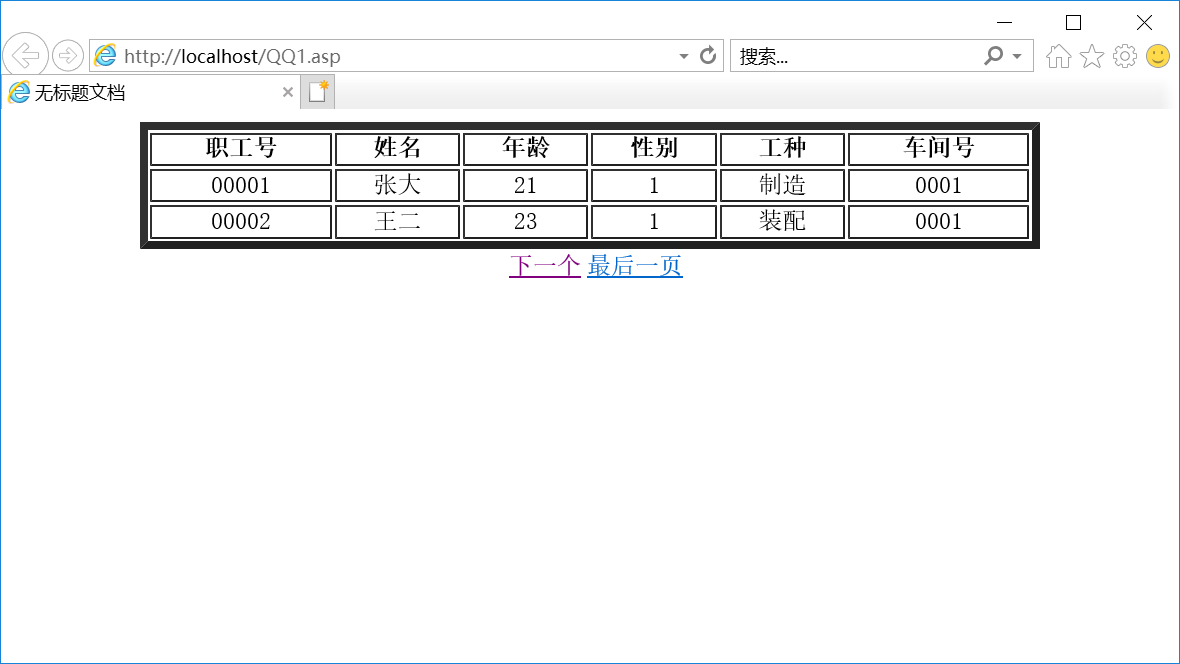 http://localhost/QQ1.asp 搜索...
无标题文档
职工号 姓名 年龄 性别 工种 车间号
00001 张大 21 1 制造 0001
00002 王二 23 1 装配 0001
下一个 最后一页